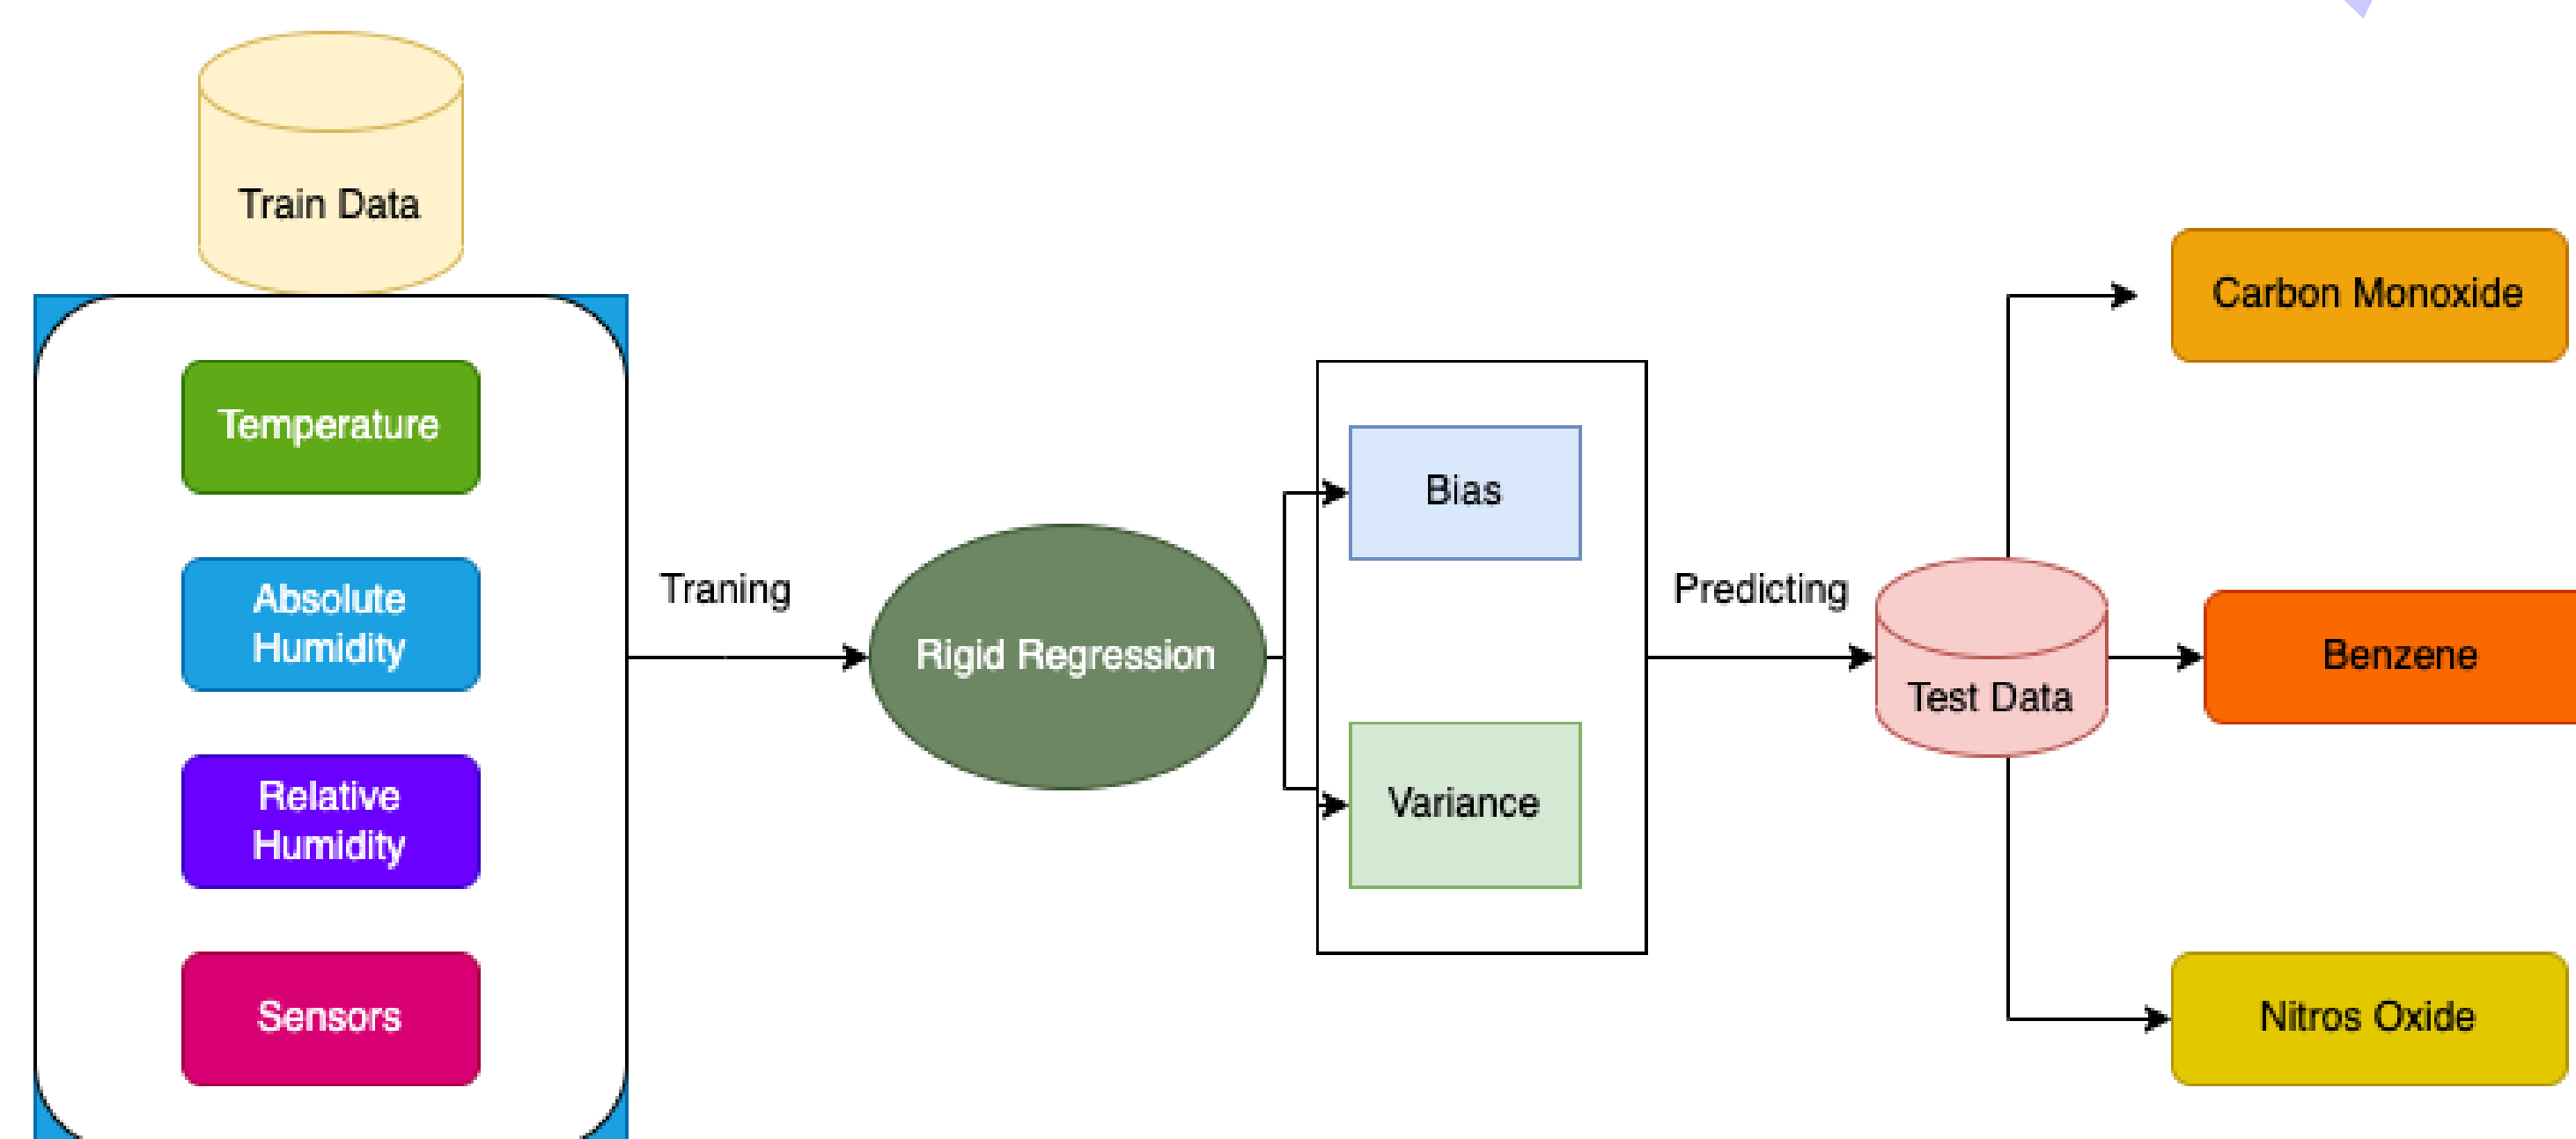 Train Data
Temperature
Absolute
Humidity
Relative
Humidity
Sensors
Traning
Rigid Regression
Bias
Variance
Predicting
Test Data
Carbon Monoxide
Benzene
Nitros Oxide